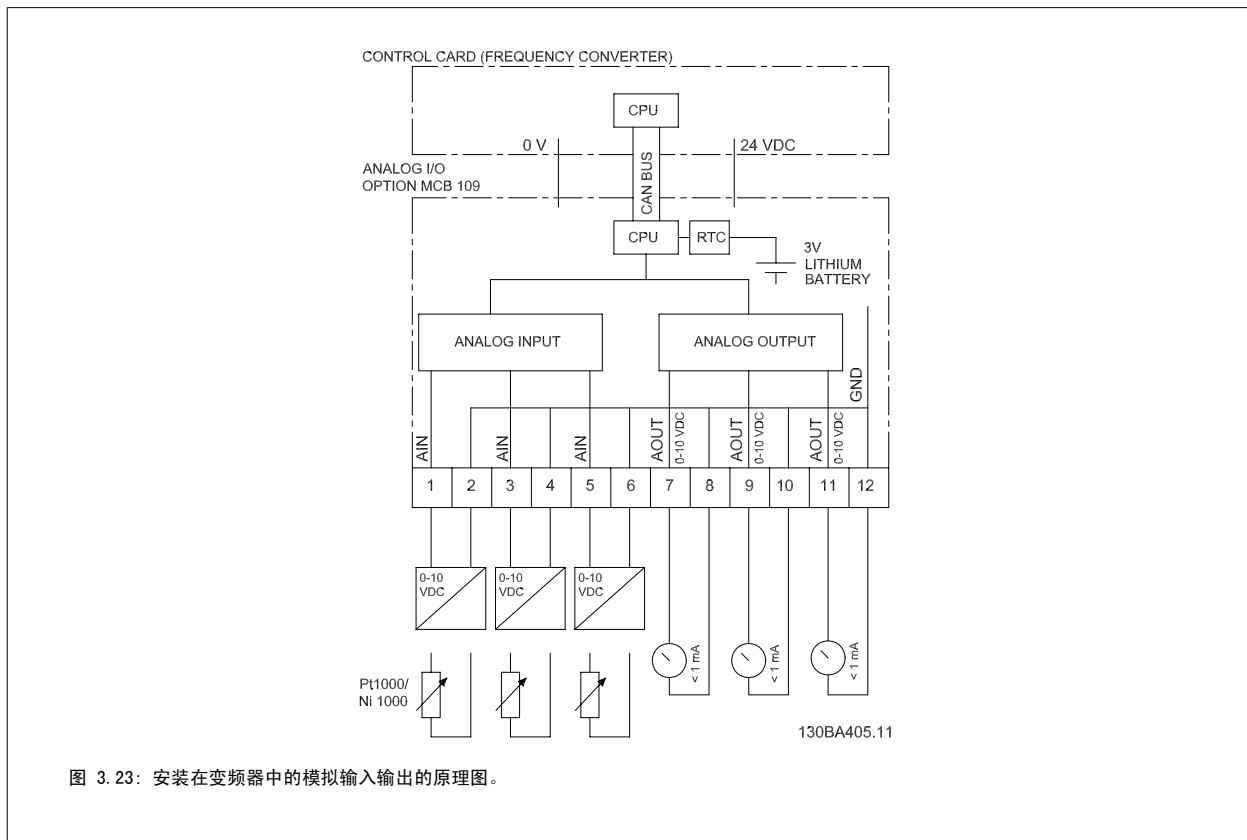 CONTROL CARD (FREQUENCY CONVERTER)
CPU
0 V
24 VDC
CAN BUS
ANALOG I/O
OPTION MCB 109
CPU
RTC
3V
LITHIUM
BATTERY
ANALOG INPUT
ANALOG OUTPUT
GND
AIN
AIN
AIN
AOUT
0-10 VDC
AOUT
0-10 VDC
AOUT
0-10 VDC
1 2 3 4 5 6 7 8 9 10 11 12
0-10
VDC
0-10
VDC
0-10
VDC
< 1 mA
< 1 mA
< 1 mA
Pt1000/
Ni 1000
130BA405.11
图 3.23: 安装在变频器中的模拟输入输出的原理图。